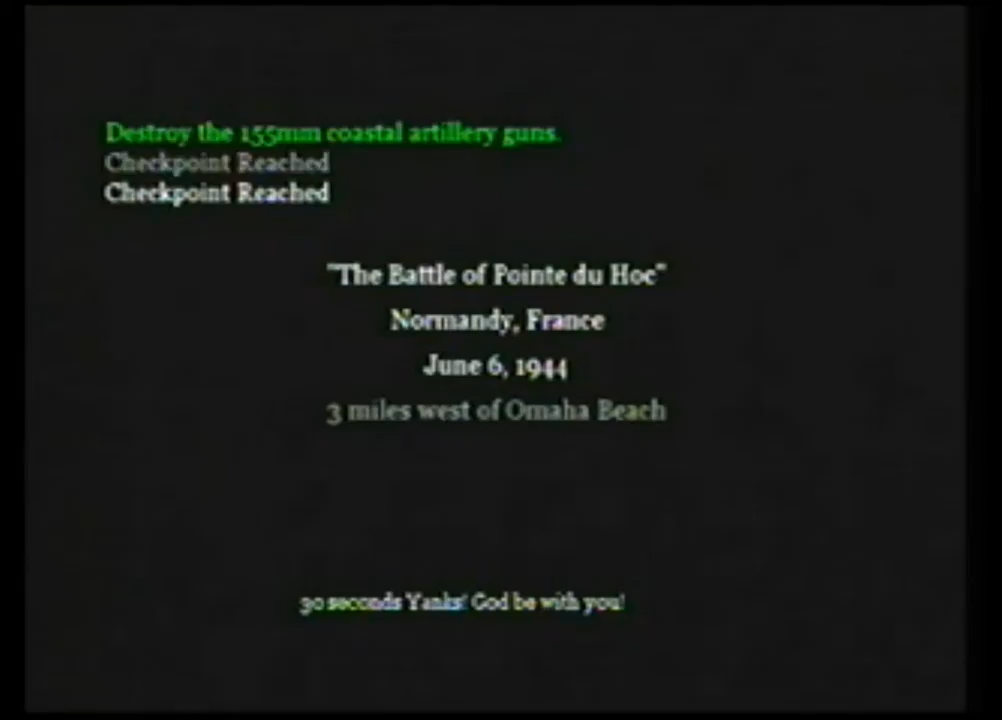 Destroy the 155mm coastal artillery guns.
Checkpoint Reached
Checkpoint Reached
"The Battle of Pointe du Hoc"
Normandy, France
June 6, 1944
3 miles west of Omaha Beach
30 seconds Yanks! God be with you!